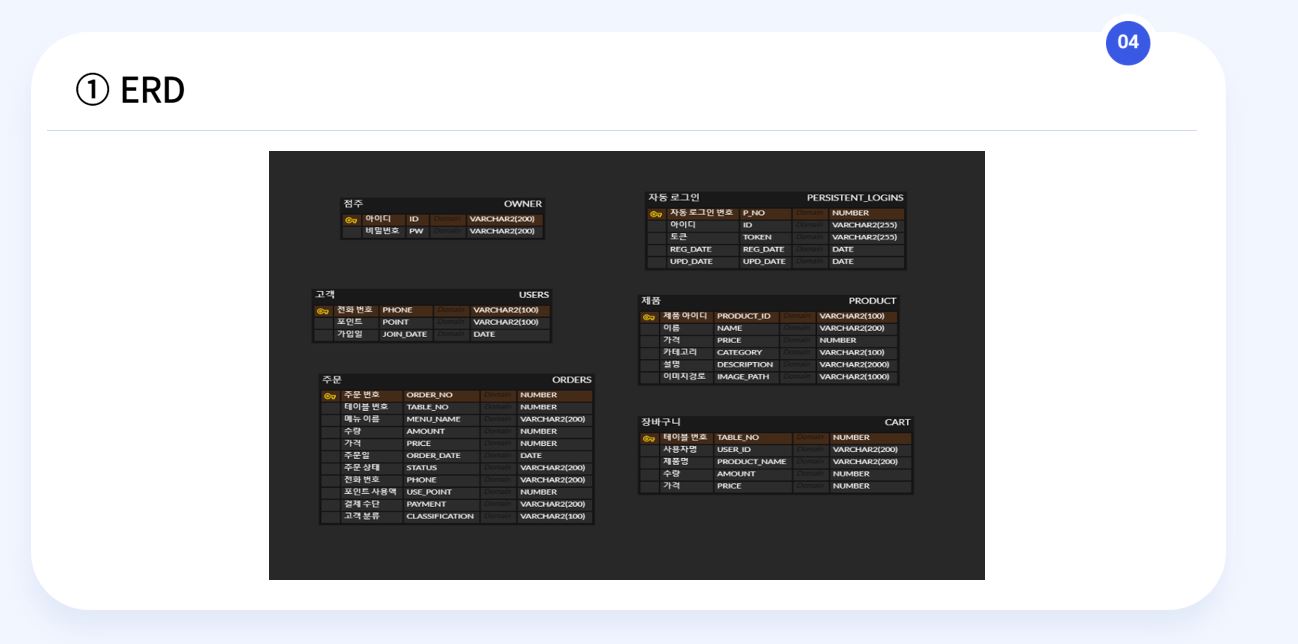 04
① ERD
점주 OWNER
아이디 ID Domain VARCHAR2(200)
비밀번호 PW Domain VARCHAR2(200)
자동 로그인 PERSISTENT_LOGINS
자동 로그인 번호 P_NO Domain NUMBER
아이디 ID Domain VARCHAR2(255)
토큰 TOKEN Domain VARCHAR2(255)
REG_DATE REG_DATE Domain DATE
UPD_DATE UPD_DATE Domain DATE
고객 USERS
전화 번호 PHONE Domain VARCHAR2(100)
포인트 POINT Domain VARCHAR2(100)
가입일 JOIN_DATE Domain DATE
제품 PRODUCT
제품 아이디 PRODUCT_ID Domain VARCHAR2(100)
이름 NAME Domain VARCHAR2(200)
가격 PRICE Domain NUMBER
카테고리 CATEGORY Domain VARCHAR2(100)
설명 DESCRIPTION Domain VARCHAR2(2000)
이미지경로 IMAGE_PATH Domain VARCHAR2(1000)
주문 ORDERS
주문 번호 ORDER_NO Domain NUMBER
테이블 번호 TABLE_NO Domain NUMBER
메뉴 이름 MENU_NAME Domain VARCHAR2(200)
수량 AMOUNT Domain NUMBER
가격 PRICE Domain NUMBER
주문일 ORDER_DATE Domain DATE
주문 상태 STATUS Domain VARCHAR2(200)
전화 번호 PHONE Domain VARCHAR2(200)
포인트 사용액 USE_POINT Domain NUMBER
결제 수단 PAYMENT Domain VARCHAR2(200)
고객 분류 CLASSIFICATION Domain VARCHAR2(100)
장바구니 CART
테이블 번호 TABLE_NO Domain NUMBER
사용자명 USER_ID Domain VARCHAR2(200)
제품명 PRODUCT_NAME Domain VARCHAR2(200)
수량 AMOUNT Domain NUMBER
가격 PRICE Domain NUMBER